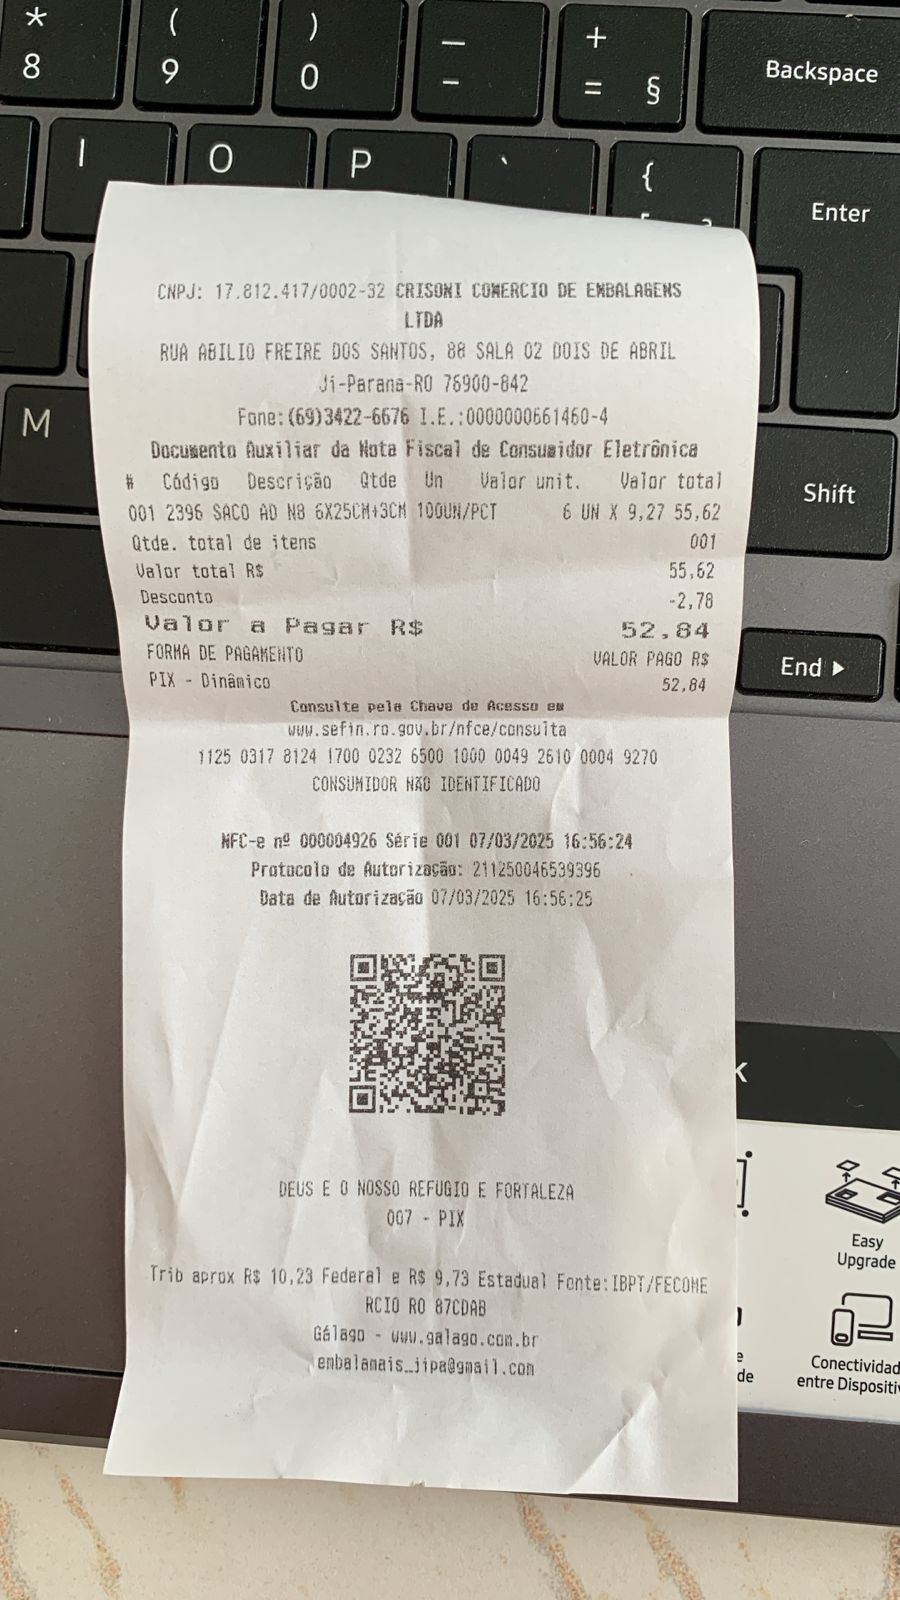 * ( ) _ +
8 9 0 - = § Backspace
I O P ` {
[ Enter
CNPJ: 17.812.417/0002-32 CRISONI COMERCIO DE EMBALAGENS
LTDA
RUA ABILIO FREIRE DOS SANTOS, 88 SALA 02 DOIS DE ABRIL
Ji-Parana-RO 76900-842
M
Fone:(69)3422-6676 I.E.:0000000661460-4
Documento Auxiliar da Nota Fiscal de Consumidor Eletrônica
# Código Descrição Qtde Un Valor unit. Valor total
Shift
001 2396 SACO AD N8 6X25CM+3CM 100UN/PCT 6 UN X 9,27 55,62
Qtde. total de itens 001
Valor total R$ 55,62
Desconto -2,78
Valor a Pagar R$ 52,84
FORMA DE PAGAMENTO VALOR PAGO R$
End
PIX - Dinâmico 52,84
Consulte pela Chave de Acesso em
www.sefin.ro.gov.br/nfce/consulta
1125 0317 8124 1700 0232 6500 1000 0049 2610 0004 9270
CONSUMIDOR NÃO IDENTIFICADO
NFC-e nº 000004926 Série 001 07/03/2025 16:56:24
Protocolo de Autorização: 211250046539396
Data de Autorização 07/03/2025 16:56:25
DEUS E O NOSSO REFUGIO E FORTALEZA
007 - PIX
Easy
Upgrade
Trib aprox R$ 10,23 Federal e R$ 9,73 Estadual Fonte:IBPT/FECOME
RCIO RO 87CDAB
Gálago - www.galago.com.br
embalamais_jipa@gmail.com
Conectividad
entre Dispositi